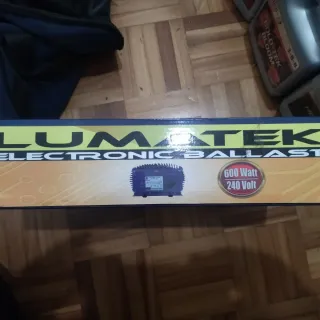 LUMATEK
ELECTRONIC BALLAST
600 Watt
240 Volt